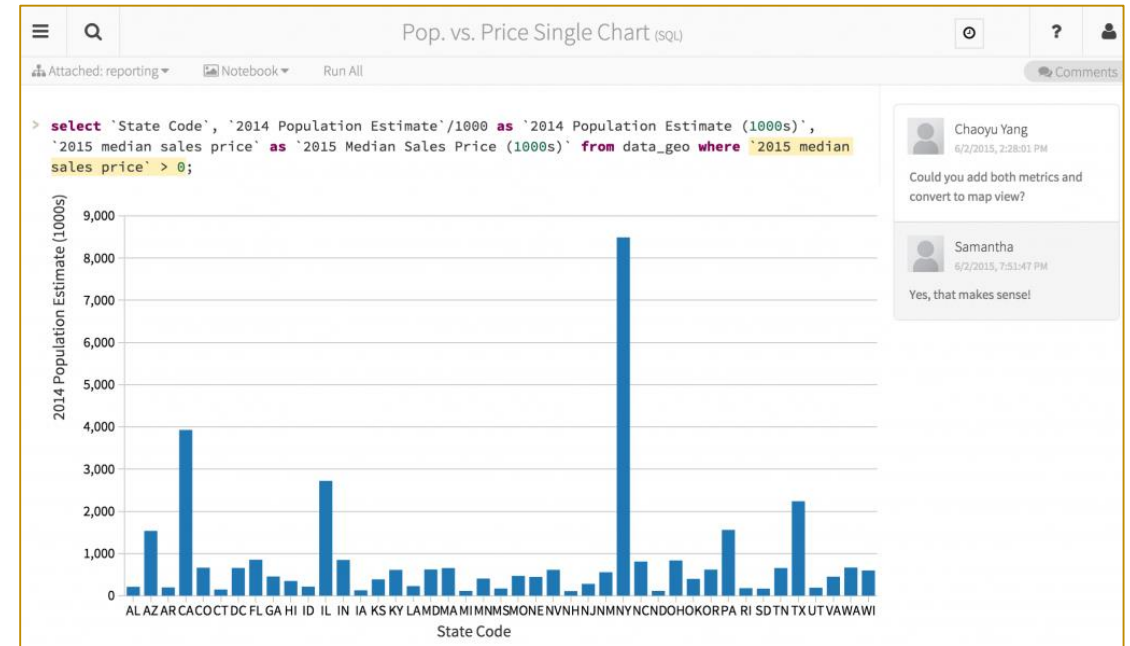 Pop. vs. Price Single Chart (SQL)
?
Attached: reporting
Notebook
Run All
Comments
> select `State Code`, `2014 Population Estimate`/1000 as `2014 Population Estimate (1000s)`,
`2015 median sales price` as `2015 Median Sales Price (1000s)` from data_geo where `2015 median
sales price` > 0;
Chaoyu Yang
6/2/2015, 2:28:01 PM
Could you add both metrics and
convert to map view?
Samantha
6/2/2015, 7:51:47 PM
Yes, that makes sense!
2014 Population Estimate (1000s)
9,000
8,000
7,000
6,000
5,000
4,000
3,000
2,000
1,000
0
AL AZ AR CA CO CT DC FL GA HI ID IL IN IA KS KY LA MD MA MI MN MS MO NE NV NH NJ NM NY NC ND OH OK OR PA RI SD TN TX UT VA WA WI
State Code